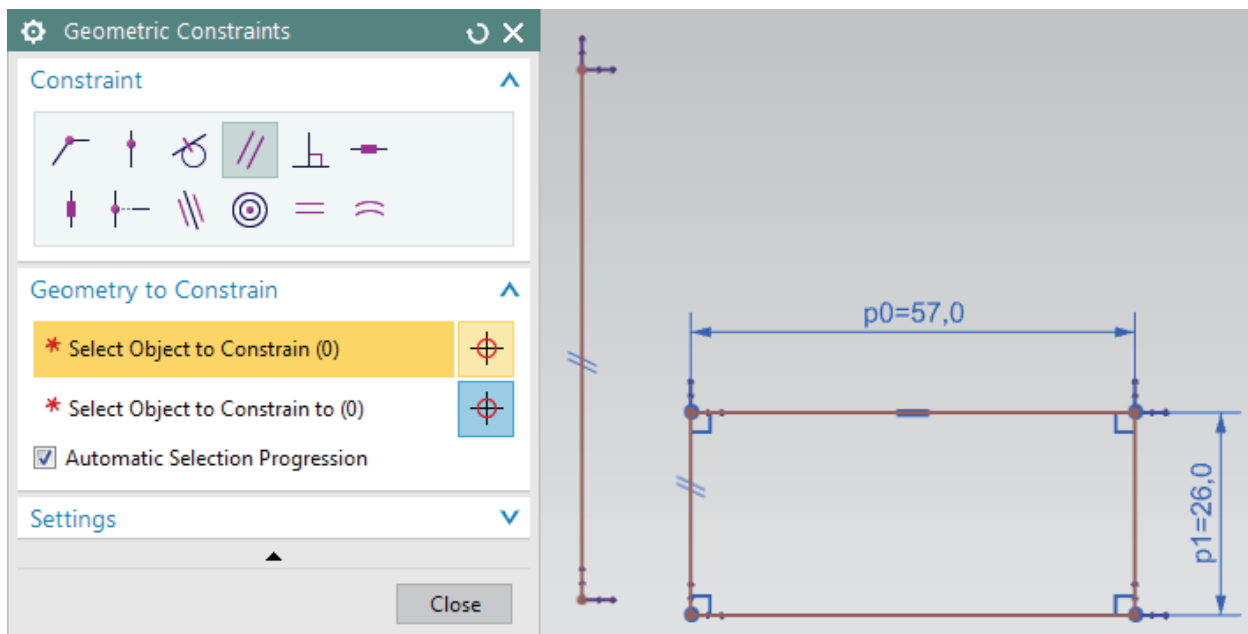 Geometric Constraints
Constraint
Geometry to Constrain
* Select Object to Constrain (0)
* Select Object to Constrain to (0)
Automatic Selection Progression
Settings
Close
p0=57,0
p1=26,0